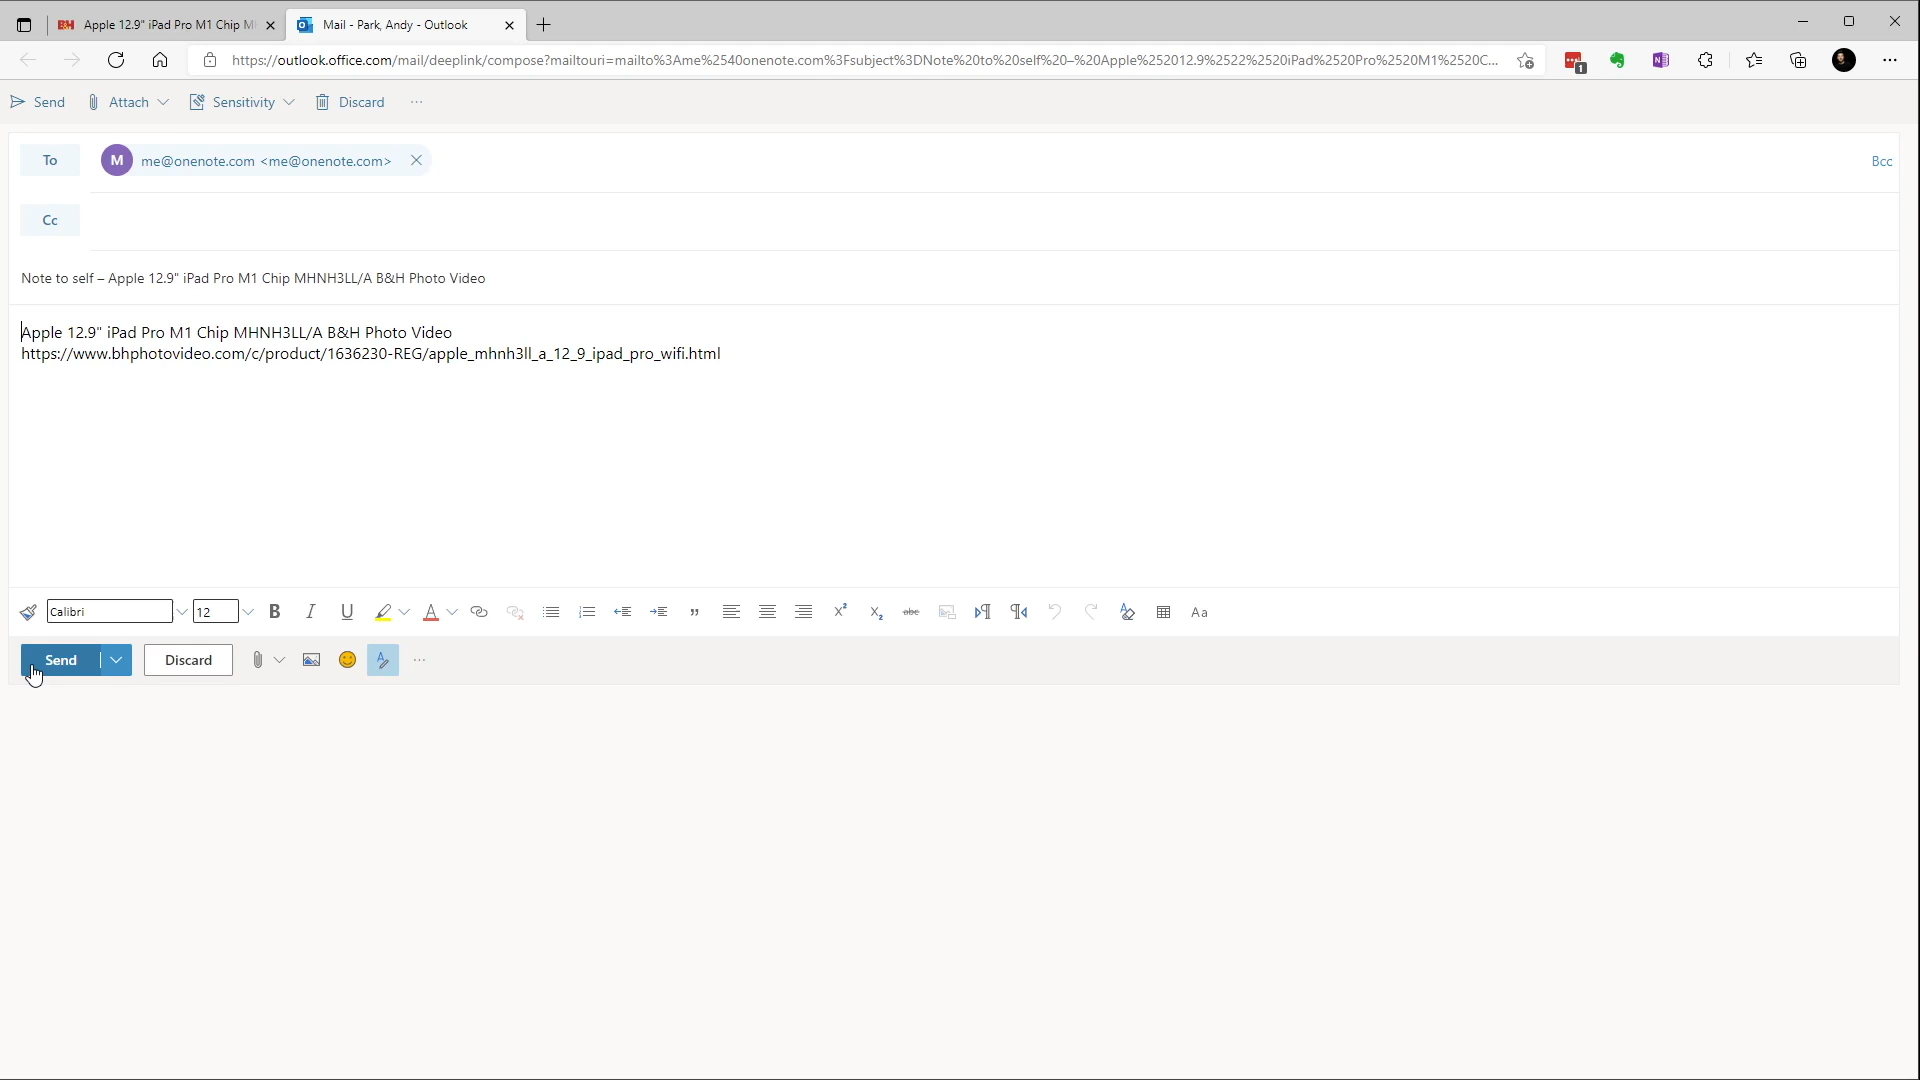 B&H Apple 12.9" iPad Pro M1 Chip
Mail - Park, Andy - Outlook
https://outlook.office.com/mail/deeplink/compose?mailtouri=mailto%3Ame%2540onenote.com%3Fsubject%3DNote%20to%20self%20–%20Apple%252012.9%2522%2520iPad%2520Pro%2520M1%2520C...
1
Send Attach Sensitivity Discard ...
To M me@onenote.com <me@onenote.com> Bcc
Cc
Note to self – Apple 12.9" iPad Pro M1 Chip MHNH3LL/A B&H Photo Video
Apple 12.9" iPad Pro M1 Chip MHNH3LL/A B&H Photo Video
https://www.bhphotovideo.com/c/product/1636230-REG/apple_mhnh3ll_a_12_9_ipad_pro_wifi.html
Calibri 12 B I U A abc Aa
Send Discard ...